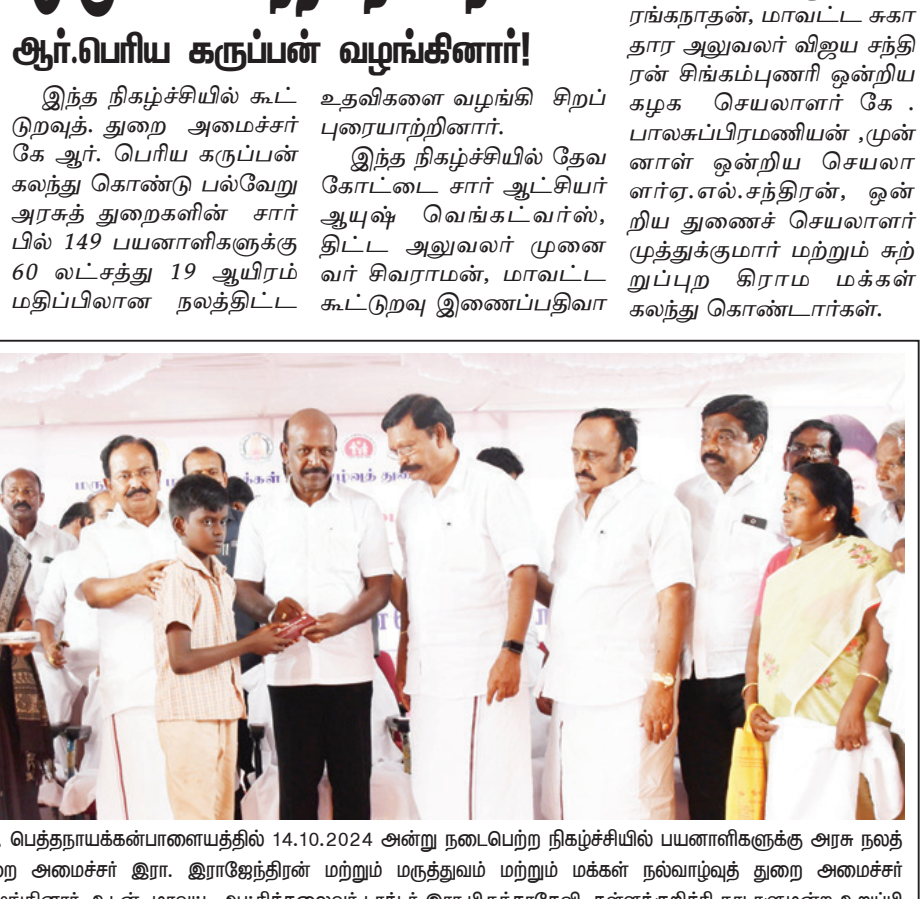 ஆர்.பெரிய கருப்பன் வழங்கினார்!
இந்த நிகழ்ச்சியில் கூட்
டுறவுத். துறை அமைச்சர்
கே ஆர். பெரிய கருப்பன்
கலந்து கொண்டு பல்வேறு
அரசுத் துறைகளின் சார்
பில் 149 பயனாளிகளுக்கு
60 லட்சத்து 19 ஆயிரம்
மதிப்பிலான நலத்திட்ட
உதவிகளை வழங்கி சிறப்
புரையாற்றினார்.
இந்த நிகழ்ச்சியில் தேவ
கோட்டை சார் ஆட்சியர்
ஆயுஷ் வெங்கட்வர்ஸ்,
திட்ட அலுவலர் முனை
வர் சிவராமன், மாவட்ட
கூட்டுறவு இணைப்பதிவா
ரங்கநாதன், மாவட்ட சுகா
தார அலுவலர் விஜய சந்தி
ரன் சிங்கம்புணரி ஒன்றிய
கழக செயலாளர் கே .
பாலசுப்பிரமணியன் ,முன்
னாள் ஒன்றிய செயலா
ளர்ஏ.எல்.சந்திரன், ஒன்
றிய துணைச் செயலாளர்
முத்துக்குமார் மற்றும் சுற்
றுப்புற கிராம மக்கள்
கலந்து கொண்டார்கள்.
பெத்தநாயக்கன்பாளையத்தில் 14.10.2024 அன்று நடைபெற்ற நிகழ்ச்சியில் பயனாளிகளுக்கு அரசு நலத்
அமைச்சர் இரா. இராஜேந்திரன் மற்றும் மருத்துவம் மற்றும் மக்கள் நல்வாழ்வுத் துறை அமைச்சர்